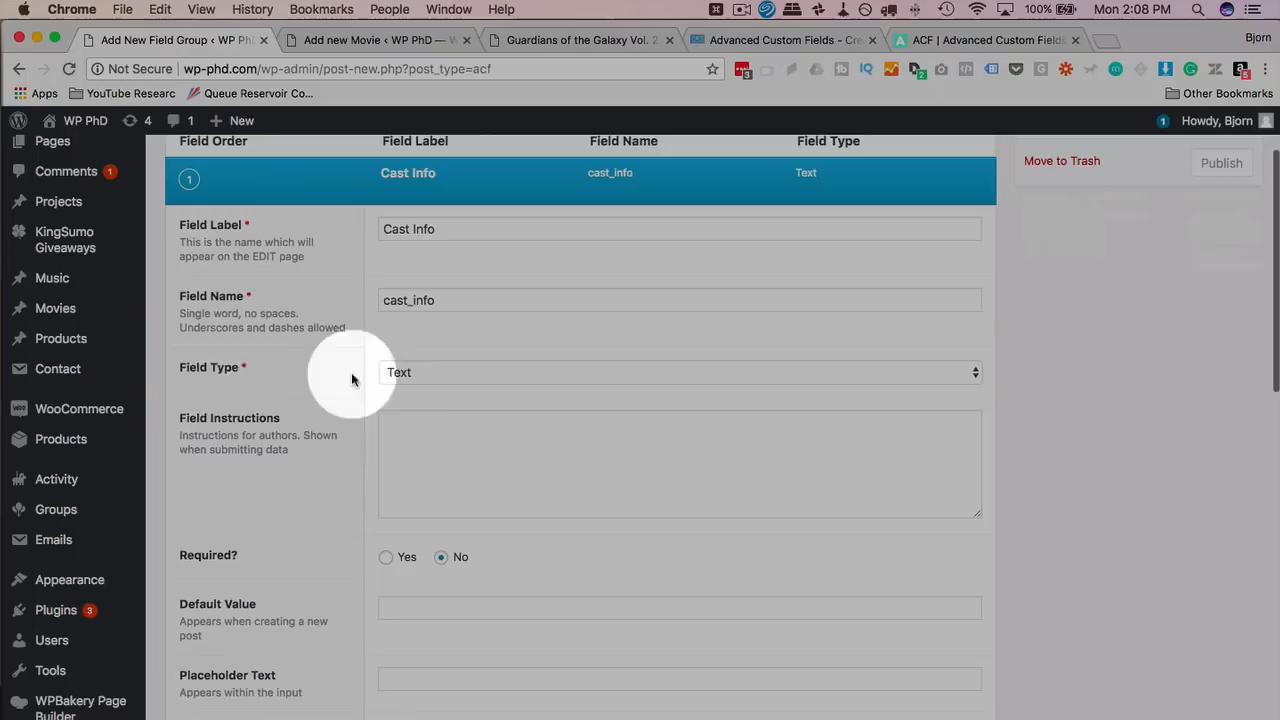 Chrome File Edit View History Bookmarks People Window Help 100% Mon 2:08 PM
Add New Field Group ‹ WP PhD Add new Movie ‹ WP PhD — Guardians of the Galaxy Vol. 2 Advanced Custom Fields - Cre ACF | Advanced Custom Fields Bjorn
Not Secure wp-phd.com/wp-admin/post-new.php?post_type=acf
Apps YouTube Researc Queue Reservoir Co... Other Bookmarks
WP PhD 4 1 New 1 Howdy, Bjorn
Pages
Comments 1
Projects
KingSumo
Giveaways
Music
Movies
Products
Contact
WooCommerce
Products
Activity
Groups
Emails
Appearance
Plugins 3
Users
Tools
WPBakery Page
Builder
Field Order Field Label Field Name Field Type
1 Cast Info cast_info Text
Field Label *
This is the name which will
appear on the EDIT page
Cast Info
Field Name *
Single word, no spaces.
Underscores and dashes allowed
cast_info
Field Type *
Text
Field Instructions
Instructions for authors. Shown
when submitting data
Required?
Yes No
Default Value
Appears when creating a new
post
Placeholder Text
Appears within the input
Move to Trash Publish